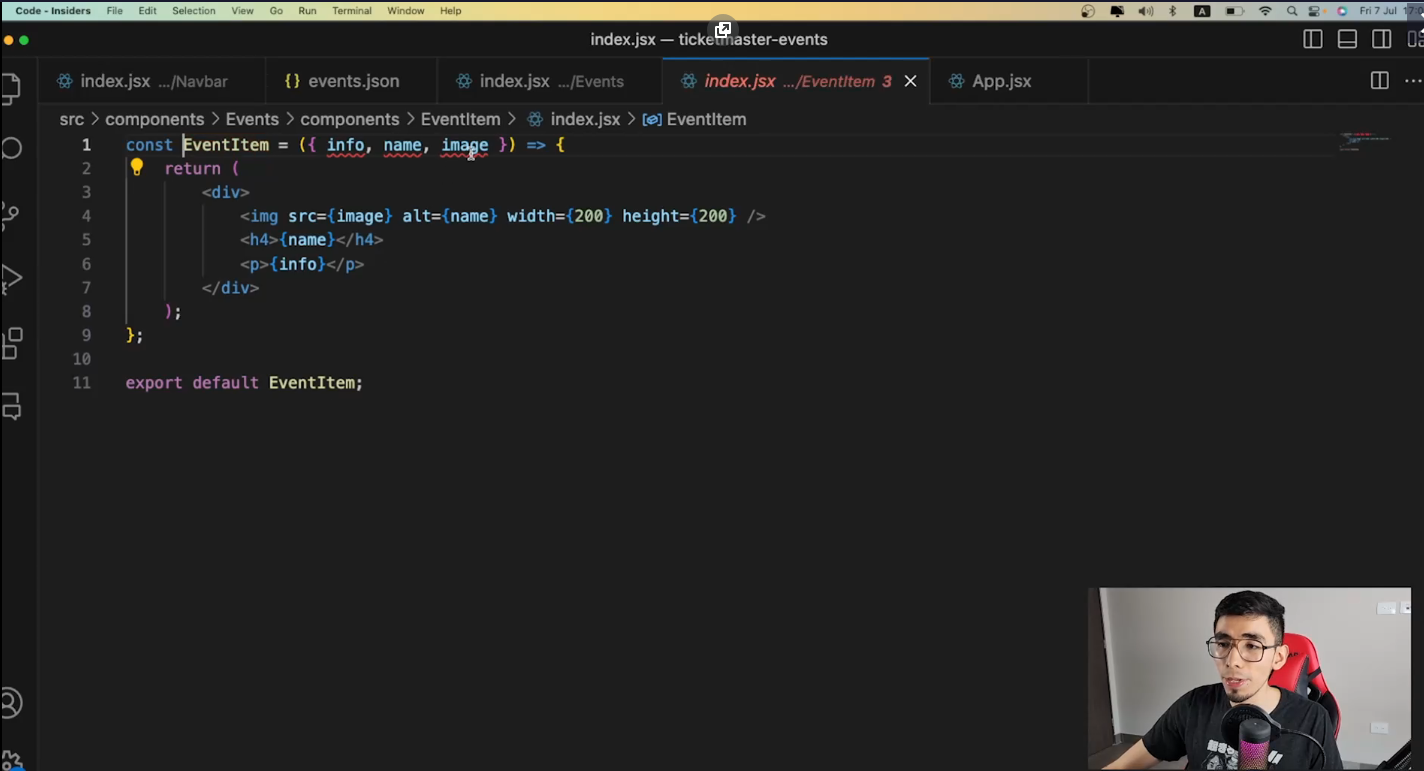 Code - Insiders File Edit Selection View Go Run Terminal Window Help A Fri 7 Jul
index.jsx — ticketmaster-events
index.jsx .../Navbar {} events.json index.jsx .../Events index.jsx .../EventItem 3 App.jsx
src > components > Events > components > EventItem > index.jsx > EventItem
1 const EventItem = ({ info, name, image }) => {
2 return (
3 <div>
4 <img src={image} alt={name} width={200} height={200} />
5 <h4>{name}</h4>
6 <p>{info}</p>
7 </div>
8 );
9 };
10
11 export default EventItem;